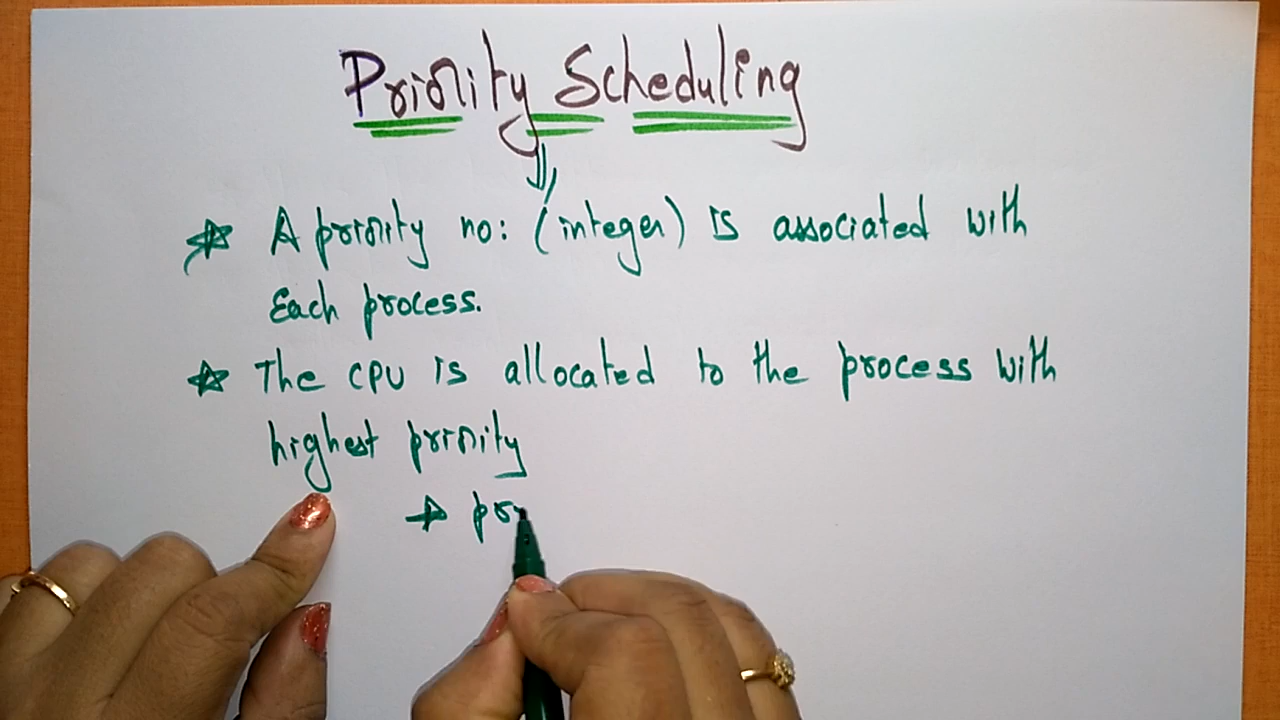 Priority Scheduling
A priority no: (integer) is associated with
Each process.
The CPU is allocated to the process with
highest priority
→ pr